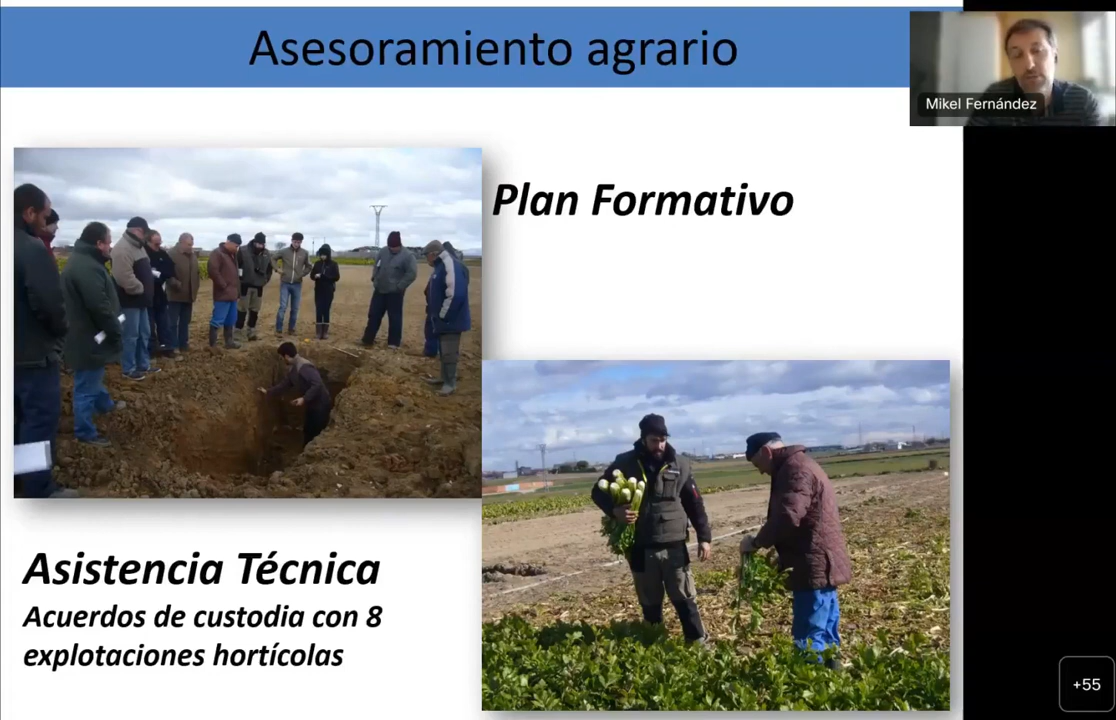 Asesoramiento agrario
Mikel Fernández
Plan Formativo
Asistencia Técnica
Acuerdos de custodia con 8
explotaciones hortícolas
+55